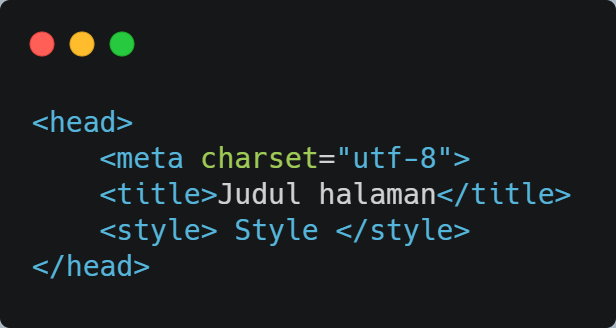 <head>
    <meta charset="utf-8">
    <title>Judul halaman</title>
    <style> Style </style>
</head>